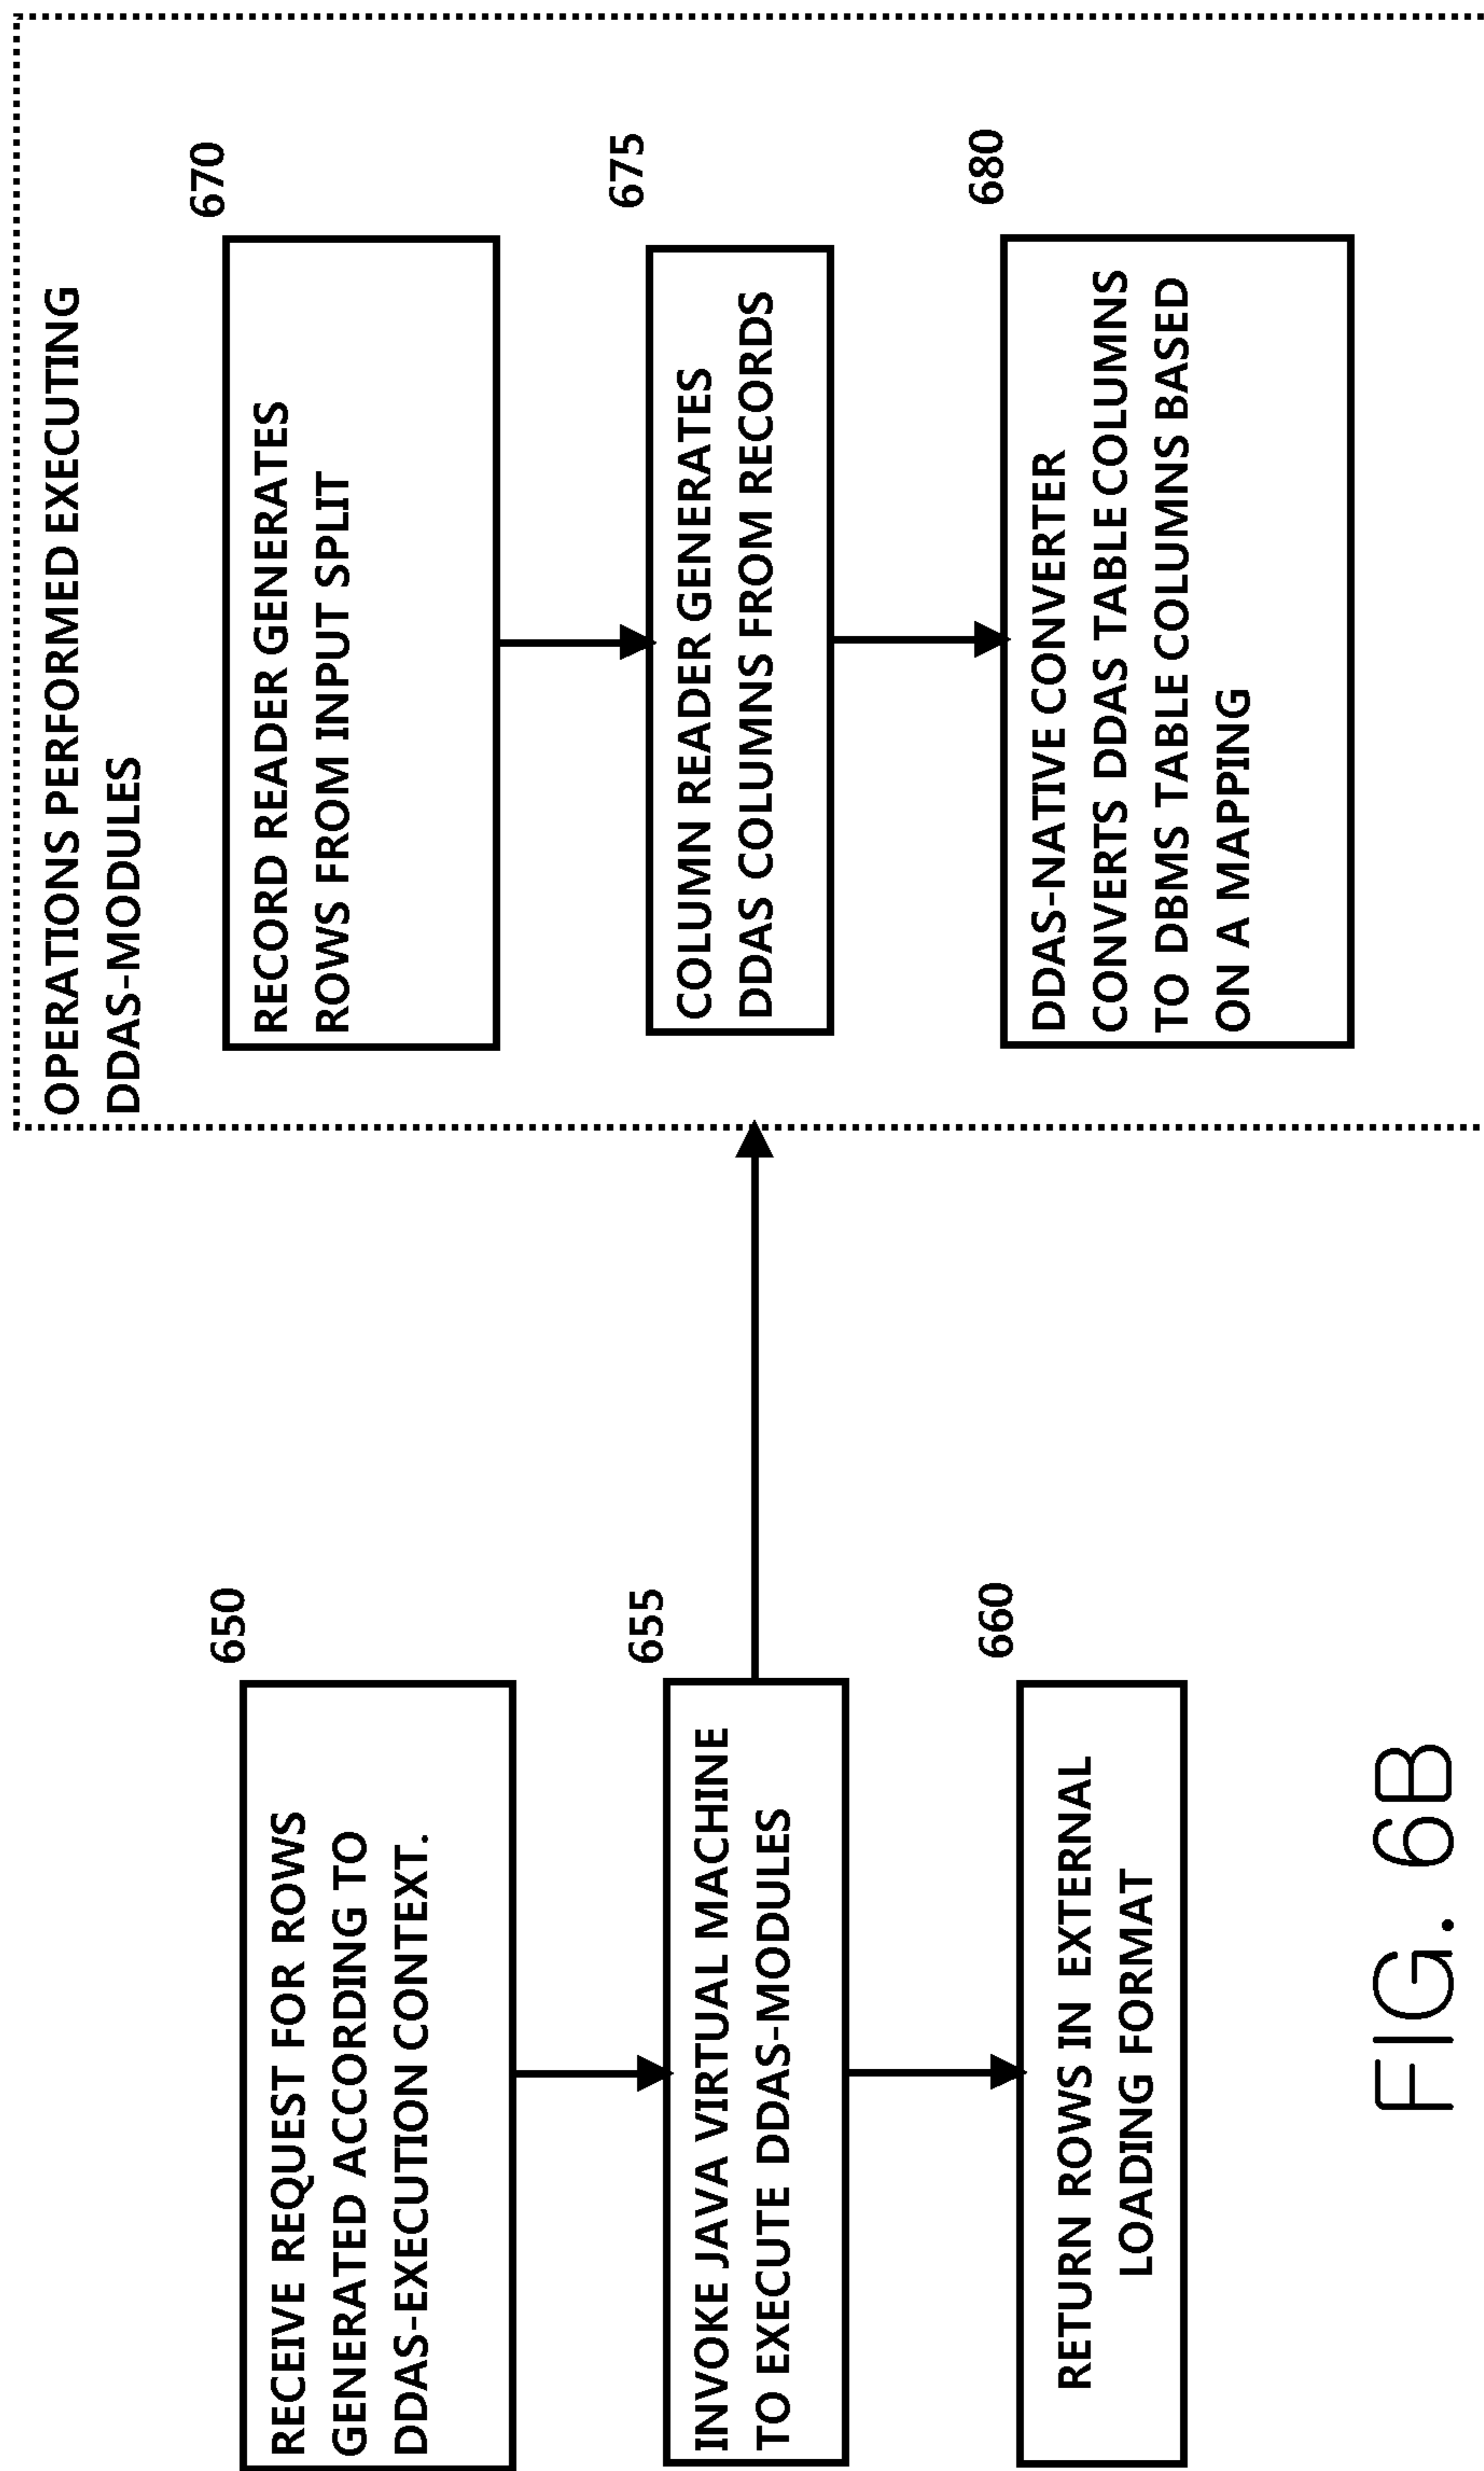 650
RECEIVE REQUEST FOR ROWS
GENERATED ACCORDING TO
DDAS-EXECUTION CONTEXT.
655
INVOKE JAVA VIRTUAL MACHINE
TO EXECUTE DDAS-MODULES
660
RETURN ROWS IN EXTERNAL
LOADING FORMAT
OPERATIONS PERFORMED EXECUTING
DDAS-MODULES
670
RECORD READER GENERATES
ROWS FROM INPUT SPLIT
675
COLUMN READER GENERATES
DDAS COLUMNS FROM RECORDS
680
DDAS-NATIVE CONVERTER
CONVERTS DDAS TABLE COLUMNS
TO DBMS TABLE COLUMNS BASED
ON A MAPPING
FIG. 6B